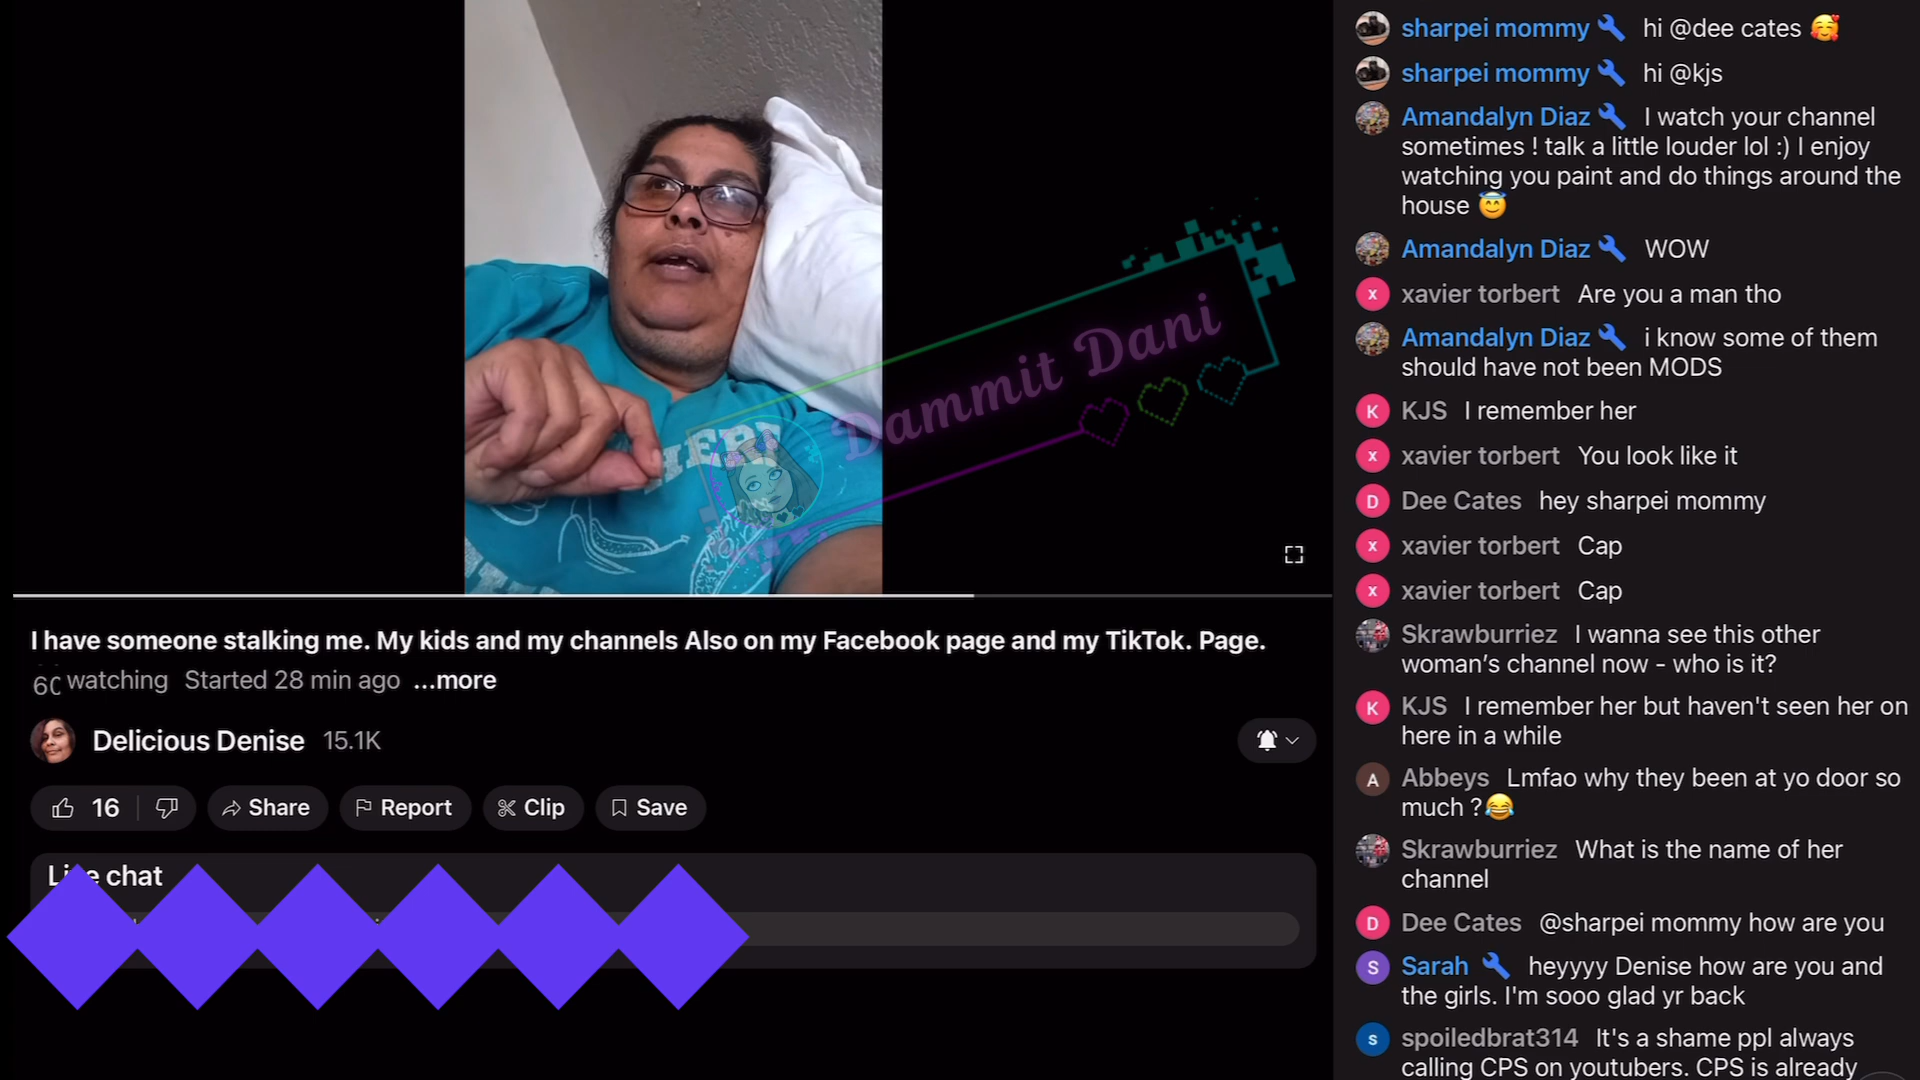 HERE
Dammit Dani
I have someone stalking me. My kids and my channels Also on my Facebook page and my TikTok. Page.
watching Started 28 min ago ...more
Delicious Denise 15.1K
16 Share Report Clip Save
Live chat
sharpei mommy hi @dee cates 🥰
sharpei mommy hi @kjs
Amandalyn Diaz I watch your channel
sometimes ! talk a little louder lol :) I enjoy
watching you paint and do things around the
house 😇
Amandalyn Diaz WOW
x xavier torbert Are you a man tho
Amandalyn Diaz i know some of them
should have not been MODS
K KJS I remember her
x xavier torbert You look like it
D Dee Cates hey sharpei mommy
x xavier torbert Cap
x xavier torbert Cap
Skrawburriez I wanna see this other
woman’s channel now - who is it?
K KJS I remember her but haven't seen her on
here in a while
A Abbeys Lmfao why they been at yo door so
much ?😂
Skrawburriez What is the name of her
channel
D Dee Cates @sharpei mommy how are you
S Sarah heyyyy Denise how are you and
the girls. I'm sooo glad yr back
s spoiledbrat314 It's a shame ppl always
calling CPS on youtubers. CPS is already